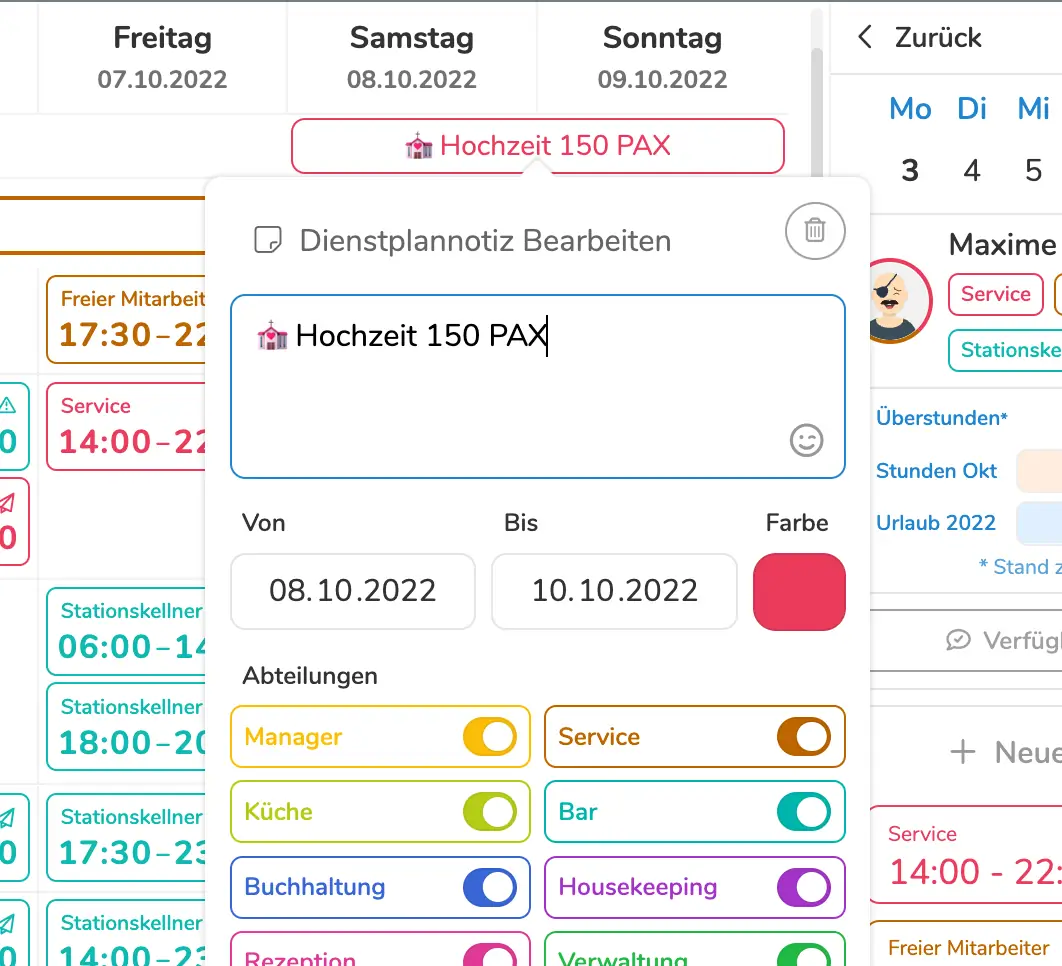 Freitag
07.10.2022
Samstag
08.10.2022
Sonntag
09.10.2022
Hochzeit 150 PAX
Dienstplannotiz Bearbeiten
Hochzeit 150 PAX
Von
Bis
Farbe
08.10.2022
10.10.2022
Abteilungen
Manager
Service
Küche
Bar
Buchhaltung
Housekeeping
Rezeption
Verwaltung
Freier Mitarbeit
17:30–22
Service
14:00–22
0
0
Stationskellner
06:00–14
Stationskellner
18:00–20
Stationskellner
17:30–23
0
Stationskellner
14:00–23
0
Zurück
Mo Di Mi
3 4 5
Maxime
Service
Stationske
Überstunden*
Stunden Okt
Urlaub 2022
* Stand z
Verfüg
+ Neue
Service
14:00 - 22:
Freier Mitarbeiter